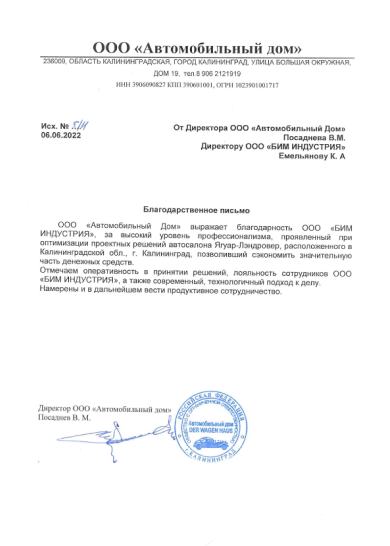 ООО «Автомобильный дом»
236009, ОБЛАСТЬ КАЛИНИНГРАДСКАЯ, ГОРОД КАЛИНИНГРАД, УЛИЦА БОЛЬШАЯ ОКРУЖНАЯ,
ДОМ 19, тел.8 906 2121919
ИНН 3906090827 КПП 390601001, ОГРН 1023901001717
Исх. №
06.06.2022
От Директора ООО «Автомобильный Дом»
Посаднева В.М.
Директору ООО «БИМ ИНДУСТРИЯ»
Емельянову К. А
Благодарственное письмо
ООО «Автомобильный Дом» выражает благодарность ООО «БИМ
ИНДУСТРИЯ», за высокий уровень профессионализма, проявленный при
оптимизации проектных решений автосалона Ягуар-Лэндровер, расположенного в
Калининградской обл., г. Калининград, позволивший сэкономить значительную
часть денежных средств.
Отмечаем оперативность в принятии решений, лояльность сотрудников ООО
«БИМ ИНДУСТРИЯ», а также современный, технологичный подход к делу.
Намерены и в дальнейшем вести продуктивное сотрудничество.
Директор ООО «Автомобильный дом»
Посаднев В. М.
РОССИЙСКАЯ ФЕДЕРАЦИЯ
Автомобильный дом
DER WAGEN HAUS
г. КАЛИНИНГРАД